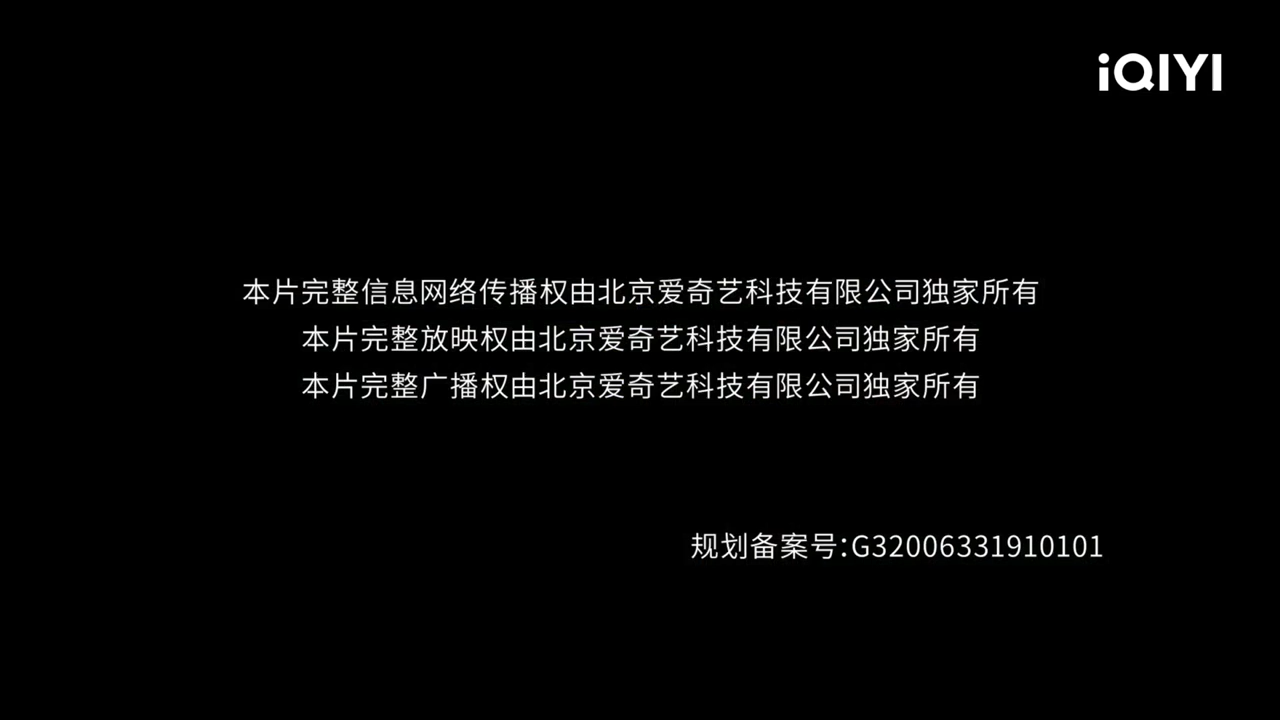 iQIYI
本片完整信息网络传播权由北京爱奇艺科技有限公司独家所有
本片完整放映权由北京爱奇艺科技有限公司独家所有
本片完整广播权由北京爱奇艺科技有限公司独家所有
规划备案号:G32006331910101